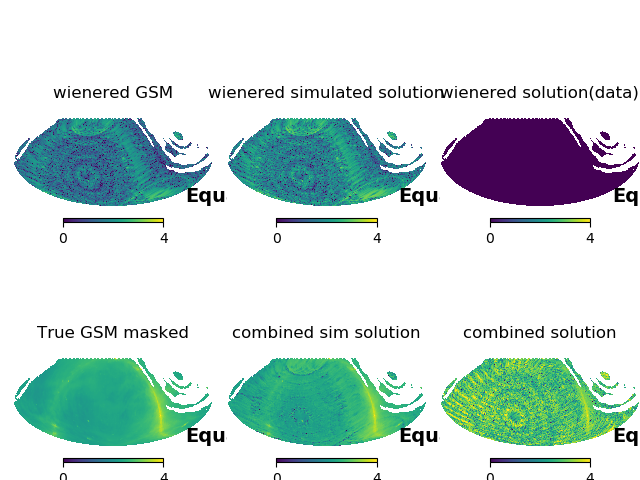 wienered GSM
wienered simulated solution
wienered solution(data)
Equ
Equ
Eq
0 4
0 4
0 4
True GSM masked
combined sim solution
combined solution
Equ
Equ
Eq
0 4
0 4
0 4